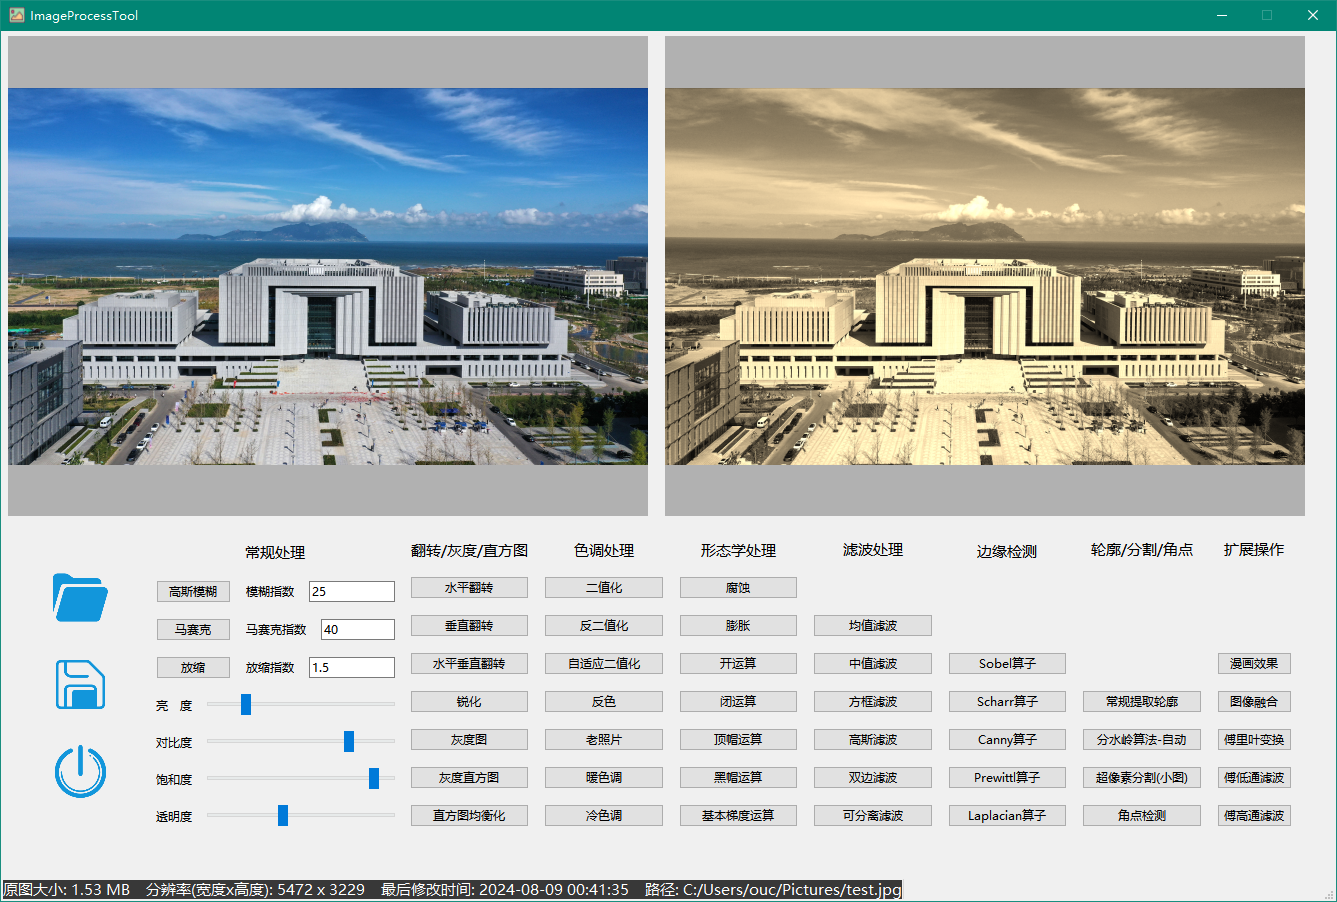 ImageProcessTool
常规处理
翻转/灰度/直方图
色调处理
形态学处理
滤波处理
边缘检测
轮廓/分割/角点
扩展操作
高斯模糊 模糊指数 25
水平翻转
二值化
腐蚀
马赛克 马赛克指数 40
垂直翻转
反二值化
膨胀
均值滤波
放缩 放缩指数 1.5
水平垂直翻转
自适应二值化
开运算
中值滤波
Sobel算子
漫画效果
亮 度
锐化
反色
闭运算
方框滤波
Scharr算子
常规提取轮廓
图像融合
对比度
灰度图
老照片
顶帽运算
高斯滤波
Canny算子
分水岭算法-自动
傅里叶变换
饱和度
灰度直方图
暖色调
黑帽运算
双边滤波
Prewittl算子
超像素分割(小图)
傅低通滤波
透明度
直方图均衡化
冷色调
基本梯度运算
可分离滤波
Laplacian算子
角点检测
傅高通滤波
原图大小: 1.53 MB 分辨率(宽度x高度): 5472 x 3229 最后修改时间: 2024-08-09 00:41:35 路径: C:/Users/ouc/Pictures/test.jpg